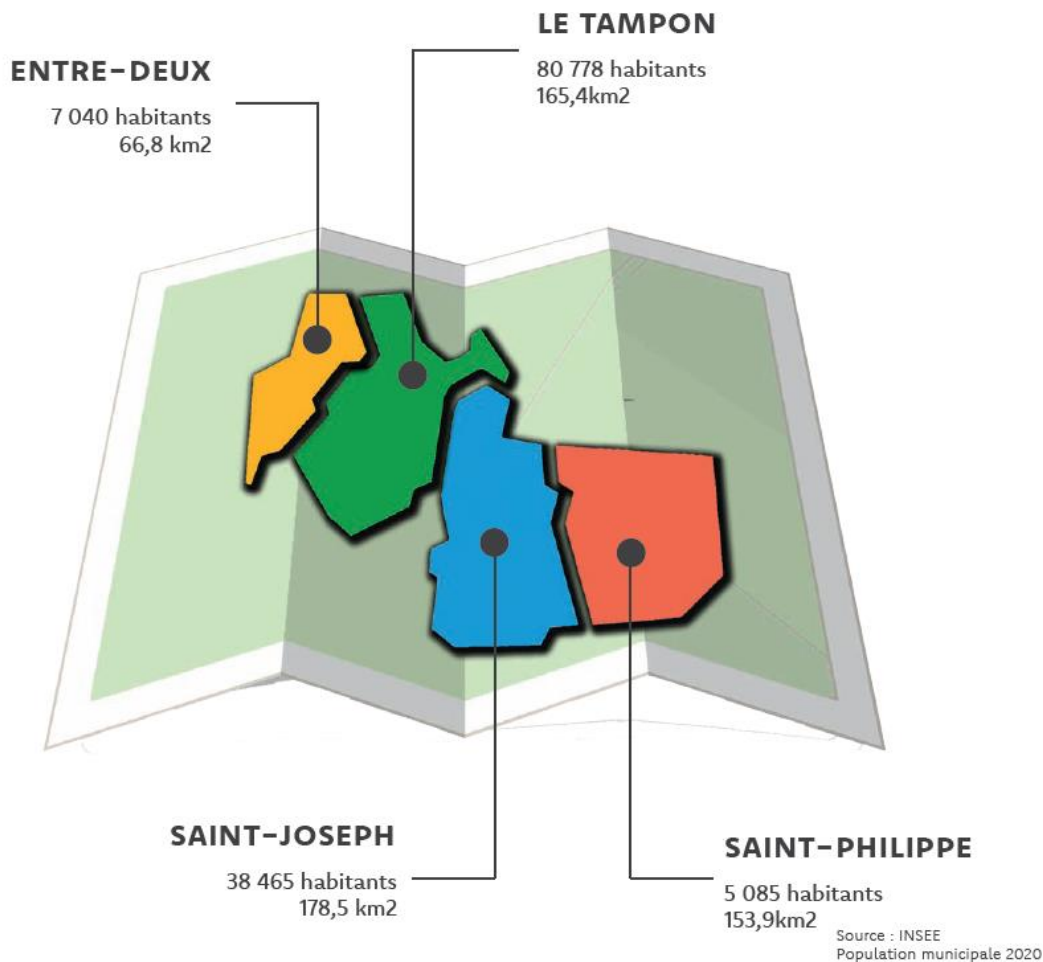 LE TAMPON
80 778 habitants
165,4km2
ENTRE-DEUX
7 040 habitants
66,8 km2
SAINT-JOSEPH
38 465 habitants
178,5 km2
SAINT-PHILIPPE
5 085 habitants
153,9km2
Source : INSEE
Population municipale 2020